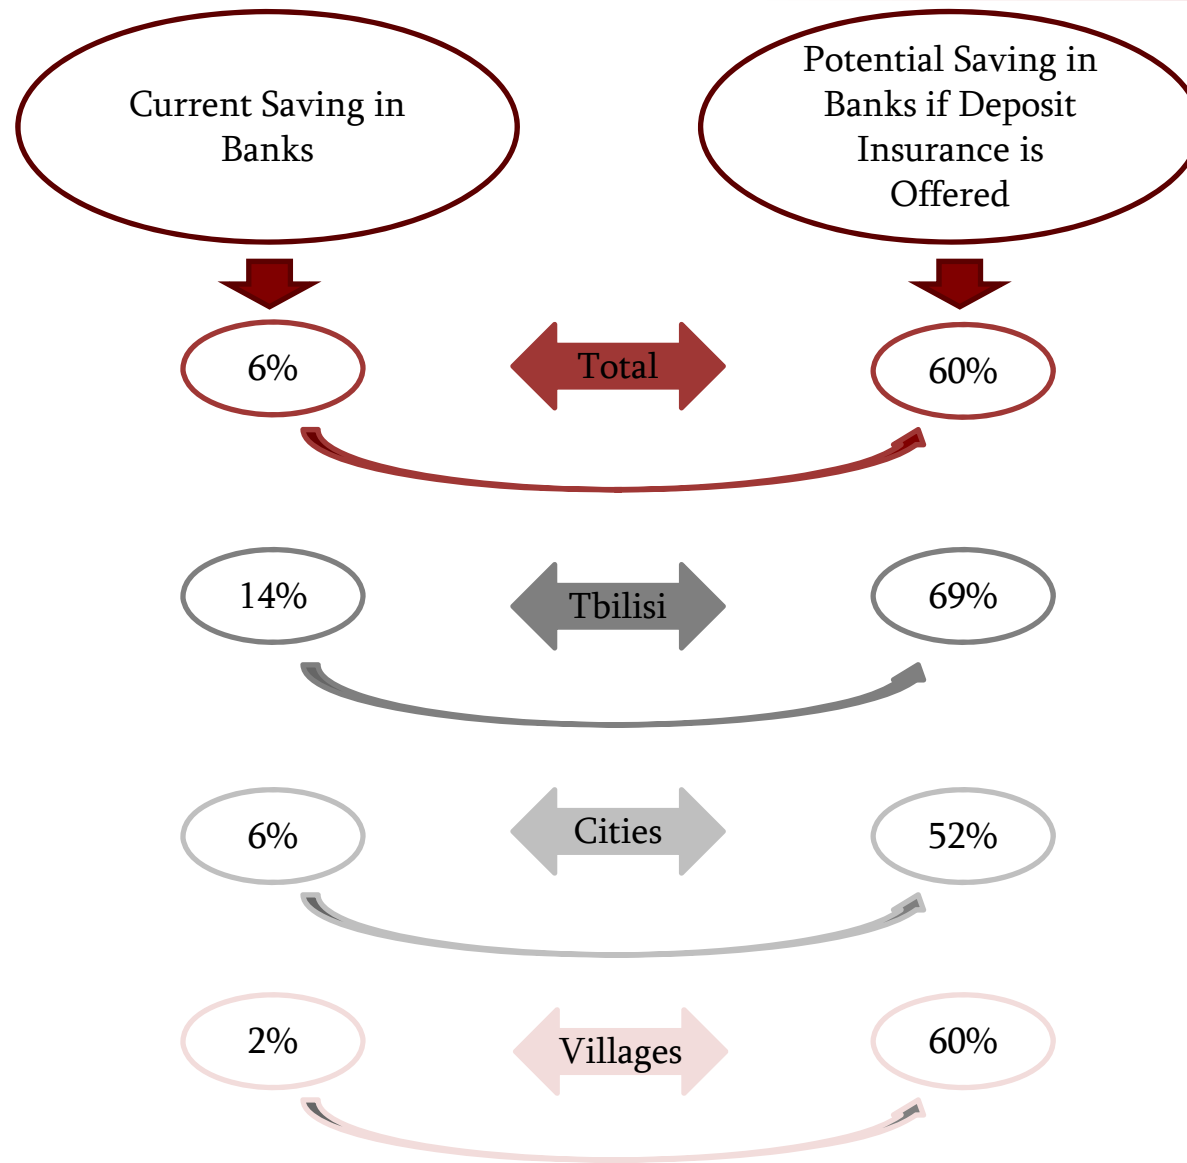 Current Saving in
Banks
Potential Saving in
Banks if Deposit
Insurance is
Offered
6%
Total
60%
14%
Tbilisi
69%
6%
Cities
52%
2%
Villages
60%